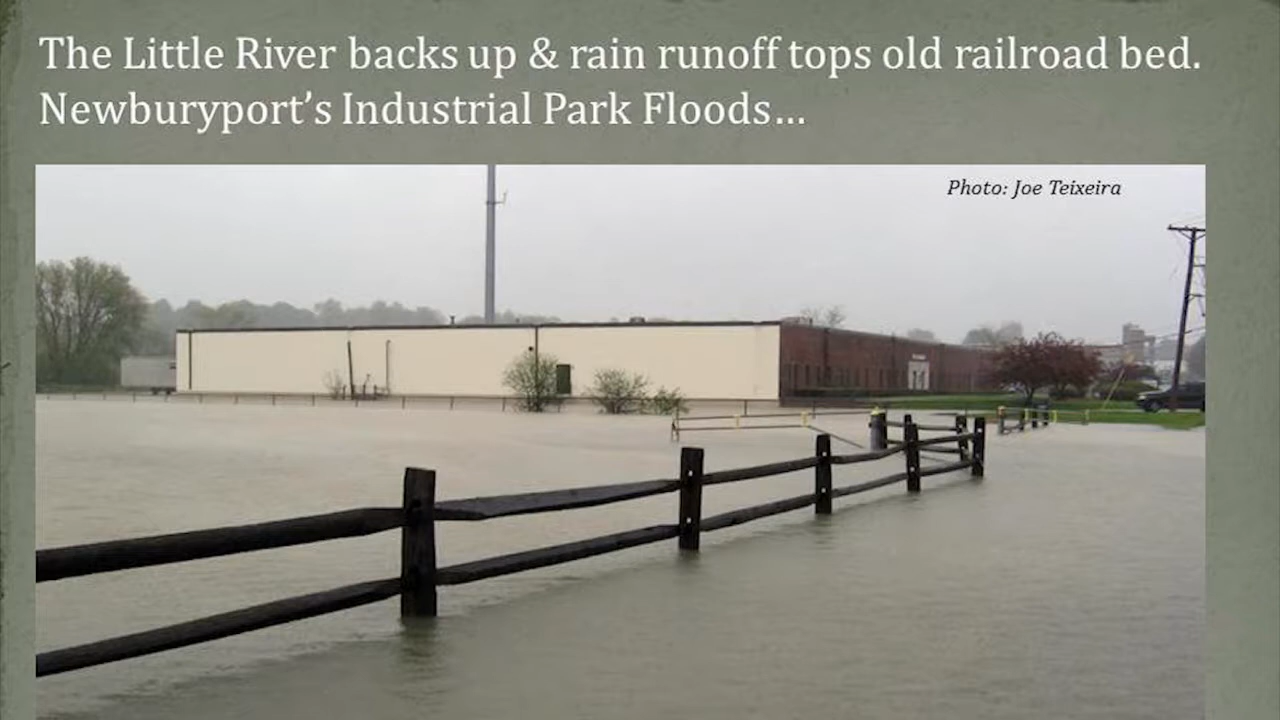 The Little River backs up & rain runoff tops old railroad bed.
Newburyport's Industrial Park Floods…
Photo: Joe Teixeira